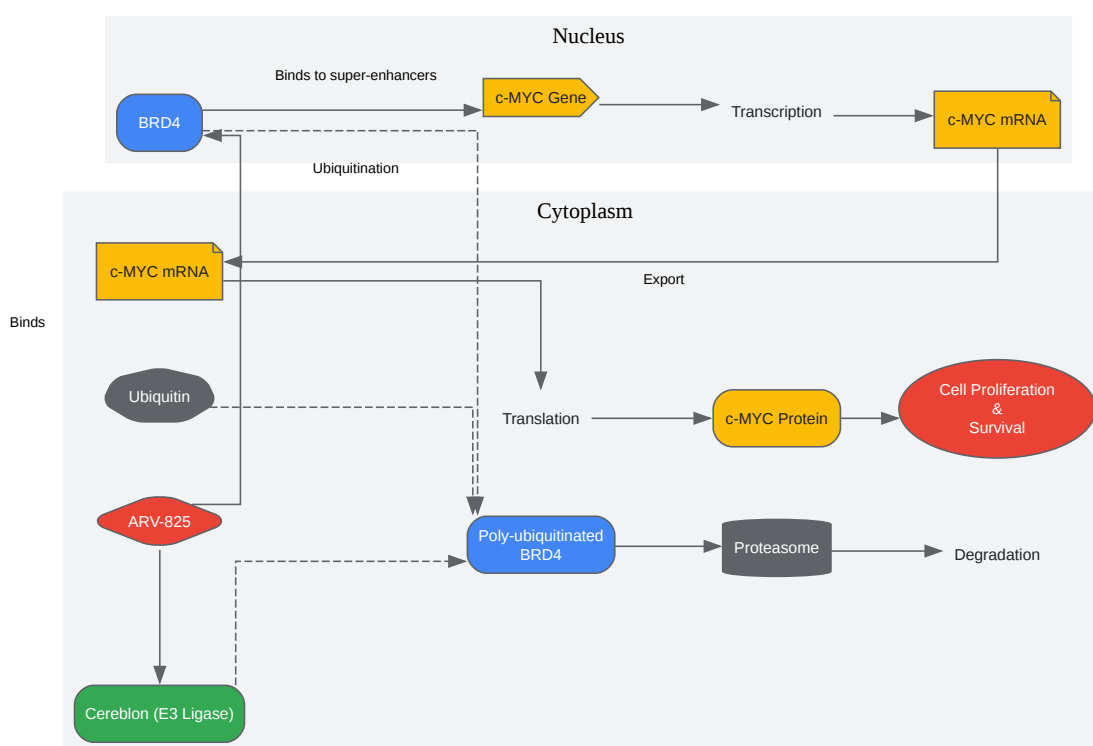 Nucleus
Binds to super-enhancers
c-MYC Gene
BRD4
Transcription
c-MYC mRNA
Ubiquitination
Cytoplasm
c-MYC mRNA
Export
Binds
Ubiquitin
Translation
c-MYC Protein
Cell Proliferation
&
Survival
ARV-825
Poly-ubiquitinated
BRD4
Proteasome
Degradation
Cereblon (E3 Ligase)